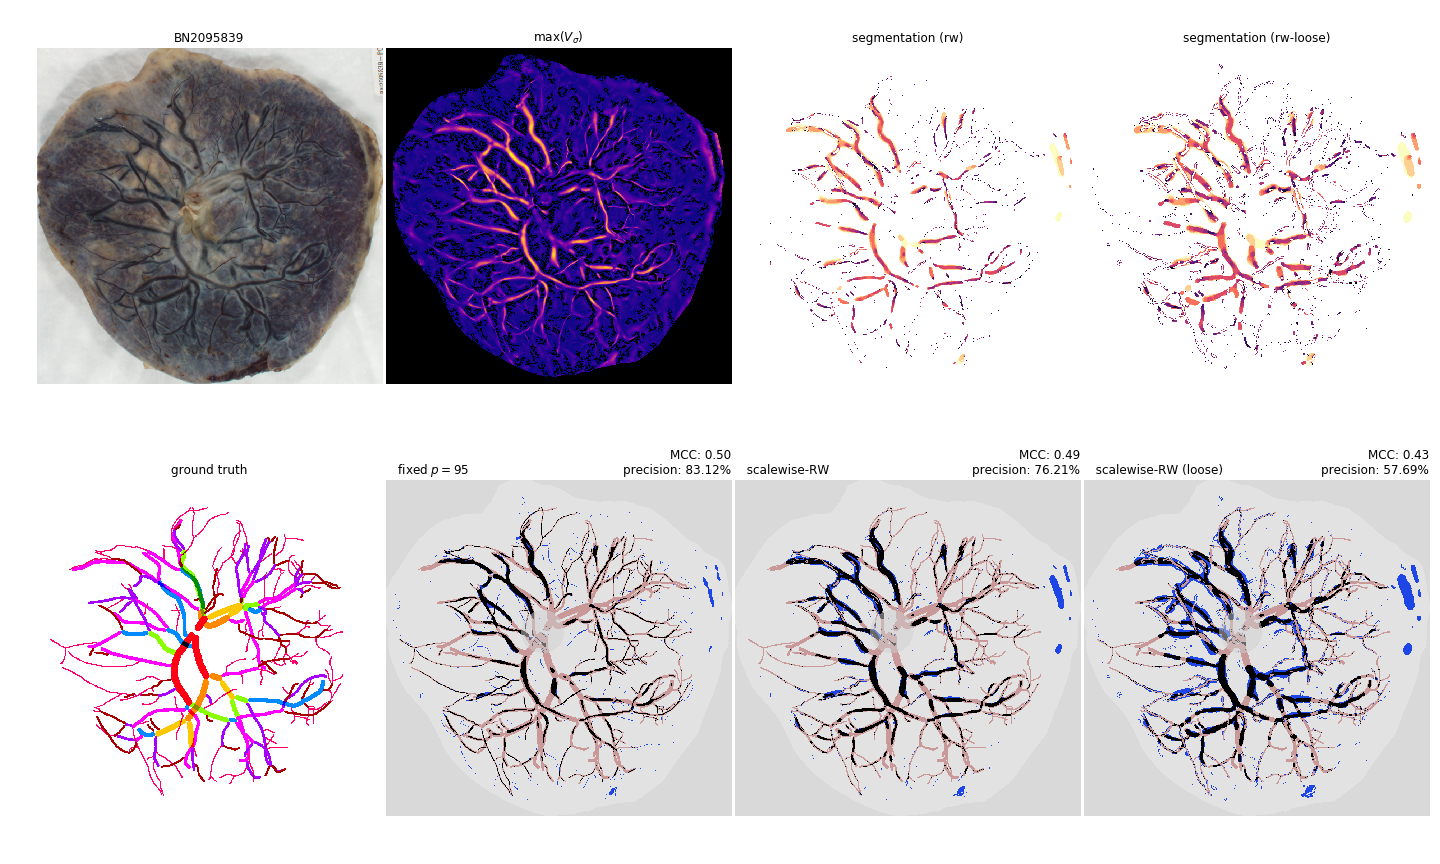 BN2095839
max(V_σ)
segmentation (rw)
segmentation (rw-loose)
ground truth
fixed p = 95
MCC: 0.50
precision: 83.12%
scalewise-RW
MCC: 0.49
precision: 76.21%
scalewise-RW (loose)
MCC: 0.43
precision: 57.69%